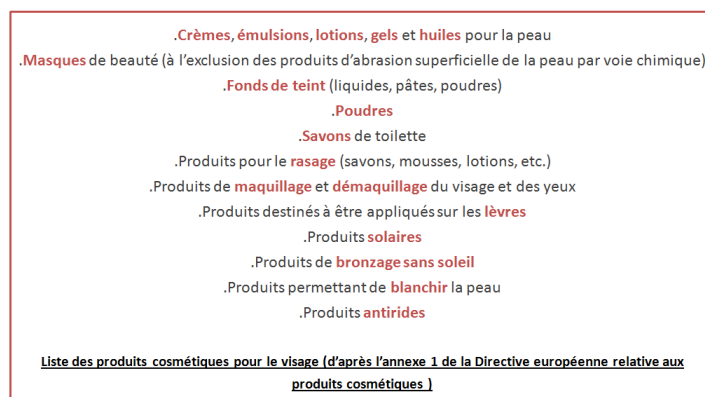 .Crèmes, émulsions, lotions, gels et huiles pour la peau
.Masques de beauté (à l'exclusion des produits d'abrasion superficielle de la peau par voie chimique)
.Fonds de teint (liquides, pâtes, poudres)
.Poudres
.Savons de toilette
.Produits pour le rasage (savons, mousses, lotions, etc.)
.Produits de maquillage et démaquillage du visage et des yeux
.Produits destinés à être appliqués sur les lèvres
.Produits solaires
.Produits de bronzage sans soleil
.Produits permettant de blanchir la peau
.Produits antirides
Liste des produits cosmétiques pour le visage (d'après l'annexe 1 de la Directive européenne relative aux
produits cosmétiques )